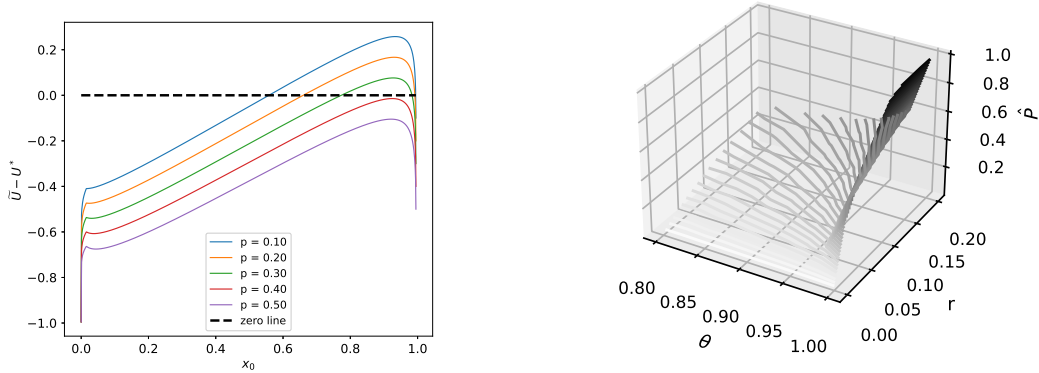 0.2
0.0
−0.2
−0.4
−0.6
−0.8
−1.0
Ũ − U*
0.0 0.2 0.4 0.6 0.8 1.0
x₀
p = 0.10
p = 0.20
p = 0.30
p = 0.40
p = 0.50
zero line
1.0
0.8
0.6
0.4
0.2
P̂
0.80
0.85
0.90
0.95
1.00
θ
0.00
0.05
0.10
0.15
0.20
r